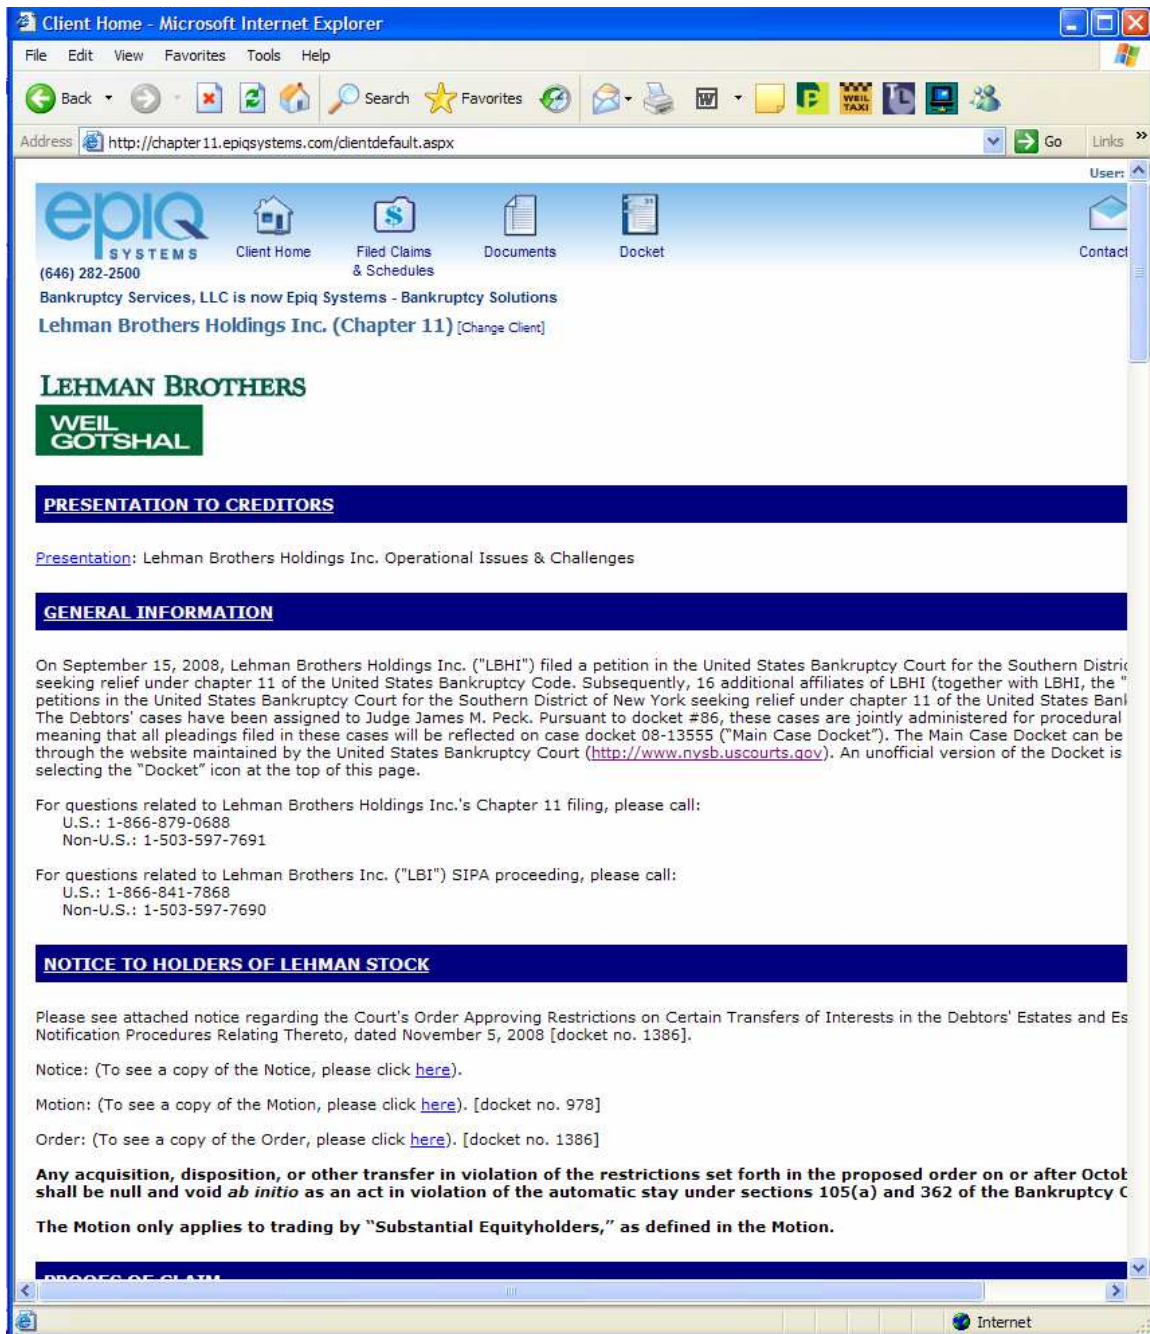 Client Home - Microsoft Internet Explorer
File Edit View Favorites Tools Help
Back Search Favorites
WEIL TAXI
Address http://chapter11.epiqsystems.com/clientdefault.aspx Go Links »
User:
epiq
SYSTEMS
(646) 282-2500
Client Home
Filed Claims
& Schedules
Documents
Docket
Contact
Bankruptcy Services, LLC is now Epiq Systems - Bankruptcy Solutions
Lehman Brothers Holdings Inc. (Chapter 11) [Change Client]
LEHMAN BROTHERS
WEIL
GOTSHAL
PRESENTATION TO CREDITORS
Presentation: Lehman Brothers Holdings Inc. Operational Issues & Challenges
GENERAL INFORMATION
On September 15, 2008, Lehman Brothers Holdings Inc. ("LBHI") filed a petition in the United States Bankruptcy Court for the Southern Distric
seeking relief under chapter 11 of the United States Bankruptcy Code. Subsequently, 16 additional affiliates of LBHI (together with LBHI, the "
petitions in the United States Bankruptcy Court for the Southern District of New York seeking relief under chapter 11 of the United States Bank
The Debtors' cases have been assigned to Judge James M. Peck. Pursuant to docket #86, these cases are jointly administered for procedural
meaning that all pleadings filed in these cases will be reflected on case docket 08-13555 ("Main Case Docket"). The Main Case Docket can be
through the website maintained by the United States Bankruptcy Court (http://www.nysb.uscourts.gov). An unofficial version of the Docket is
selecting the “Docket” icon at the top of this page.
For questions related to Lehman Brothers Holdings Inc.'s Chapter 11 filing, please call:
U.S.: 1-866-879-0688
Non-U.S.: 1-503-597-7691
For questions related to Lehman Brothers Inc. ("LBI") SIPA proceeding, please call:
U.S.: 1-866-841-7868
Non-U.S.: 1-503-597-7690
NOTICE TO HOLDERS OF LEHMAN STOCK
Please see attached notice regarding the Court's Order Approving Restrictions on Certain Transfers of Interests in the Debtors' Estates and Es
Notification Procedures Relating Thereto, dated November 5, 2008 [docket no. 1386].
Notice: (To see a copy of the Notice, please click here).
Motion: (To see a copy of the Motion, please click here). [docket no. 978]
Order: (To see a copy of the Order, please click here). [docket no. 1386]
Any acquisition, disposition, or other transfer in violation of the restrictions set forth in the proposed order on or after Octob
shall be null and void ab initio as an act in violation of the automatic stay under sections 105(a) and 362 of the Bankruptcy C
The Motion only applies to trading by “Substantial Equityholders,” as defined in the Motion.
PROOFS OF CLAIM
Internet